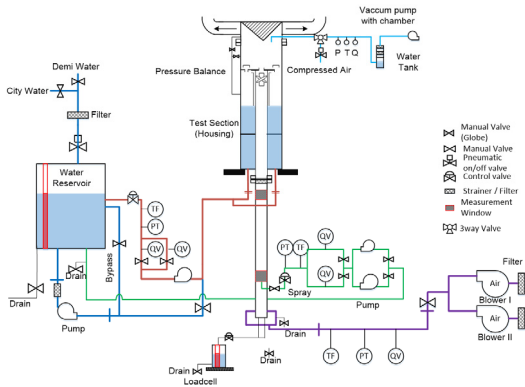 Vaccum pump
with chamber
Demi Water
City Water
Filter
Pressure Balance
P T Q
Compressed Air
Water
Tank
Test Section
(Housing)
Water
Reservoir
Manual Valve
(Globe)
Manual Valve
Pneumatic
on/off valve
Control valve
Strainer / Filter
Measurement
Window
3way Valve
TF
PT
QV
QV
PT
TF
QV
QV
Drain
Bypass
Drain
Pump
Spray
Pump
Filter
Air
Blower I
Air
Blower II
Drain
Drain
TF
PT
QV
Drain
Loadcell